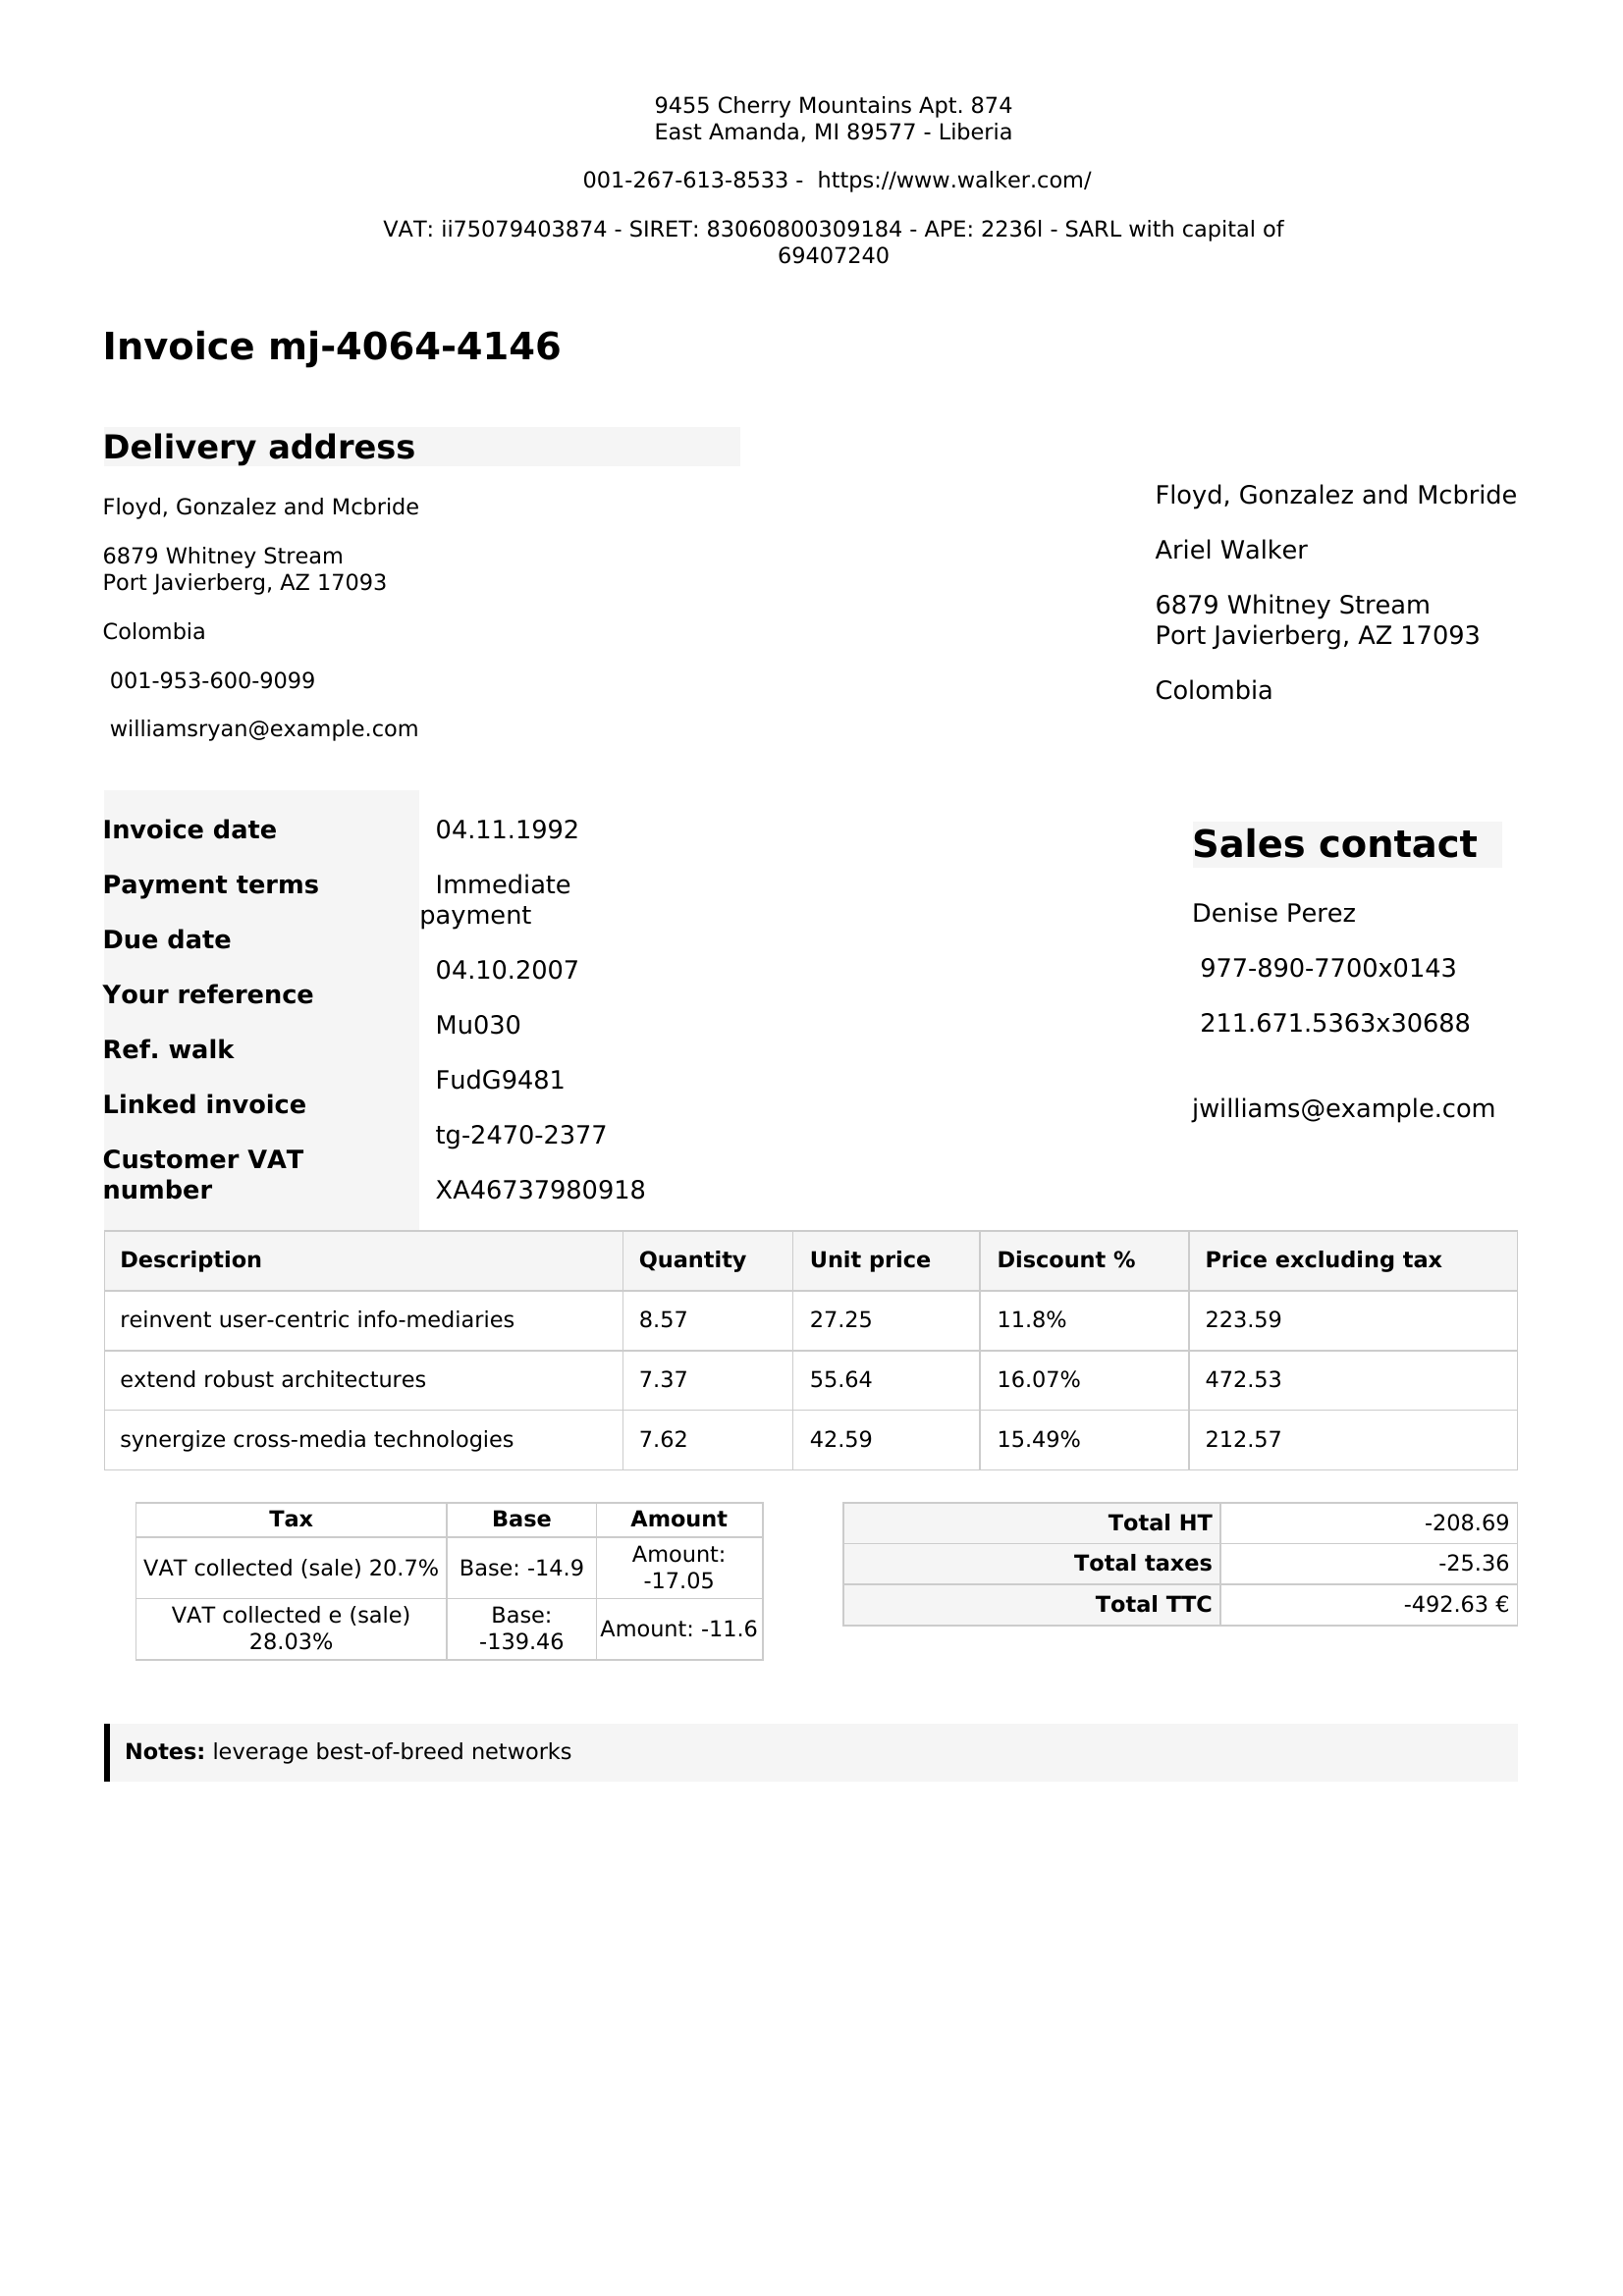 9455 Cherry Mountains Apt. 874
East Amanda, MI 89577 - Liberia
001-267-613-8533 -  https://www.walker.com/
VAT: ii75079403874 - SIRET: 83060800309184 - APE: 2236l - SARL with capital of
69407240
Invoice mj-4064-4146
Delivery address
Floyd, Gonzalez and Mcbride
6879 Whitney Stream
Port Javierberg, AZ 17093
Colombia
001-953-600-9099
williamsryan@example.com
Floyd, Gonzalez and Mcbride
Ariel Walker
6879 Whitney Stream
Port Javierberg, AZ 17093
Colombia
Invoice date
Payment terms
Due date
Your reference
Ref. walk
Linked invoice
Customer VAT
number
04.11.1992
Immediate
payment
04.10.2007
Mu030
FudG9481
tg-2470-2377
XA46737980918
Sales contact
Denise Perez
977-890-7700x0143
211.671.5363x30688
jwilliams@example.com
Description Quantity Unit price Discount % Price excluding tax
reinvent user-centric info-mediaries 8.57 27.25 11.8% 223.59
extend robust architectures 7.37 55.64 16.07% 472.53
synergize cross-media technologies 7.62 42.59 15.49% 212.57
Tax Base Amount
VAT collected (sale) 20.7% Base: -14.9 Amount:
-17.05
VAT collected e (sale)
28.03%
Base:
-139.46
Amount: -11.6
Total HT -208.69
Total taxes -25.36
Total TTC -492.63 €
Notes: leverage best-of-breed networks